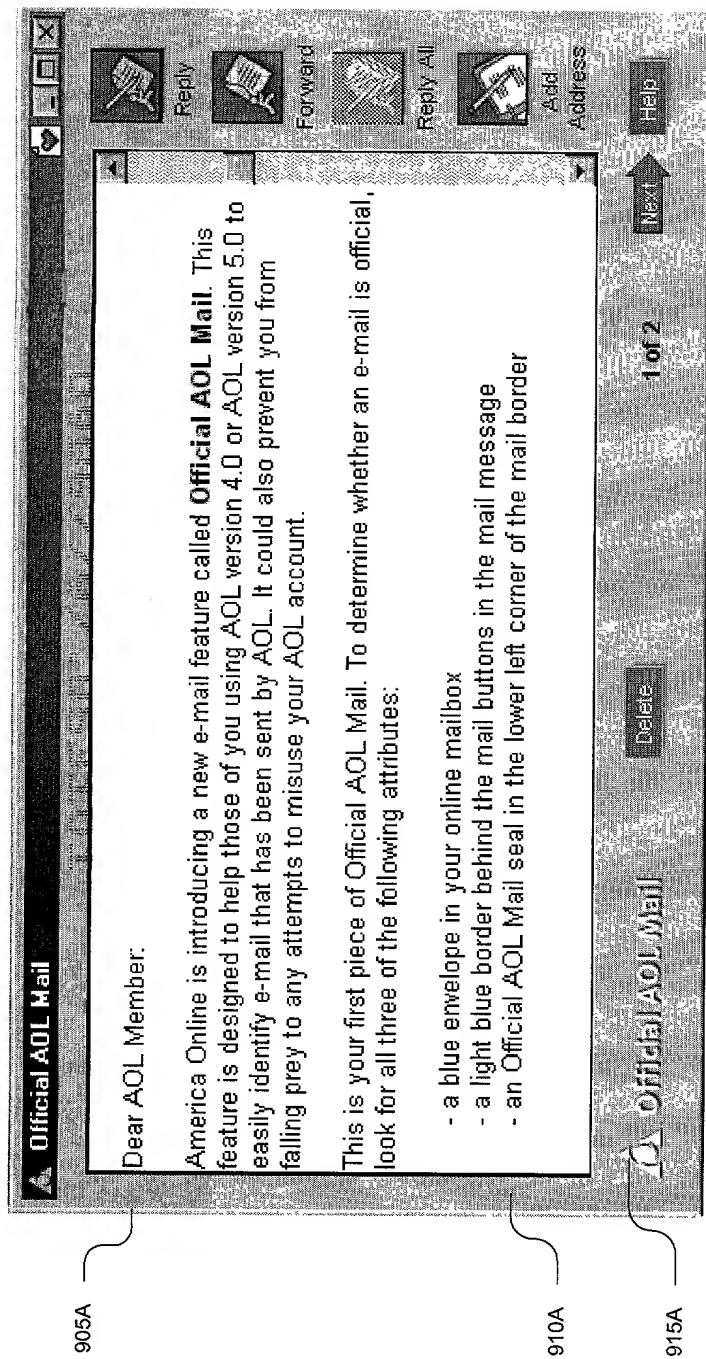 Official AOL Mail
Dear AOL Member:
America Online is introducing a new e-mail feature called Official AOL Mail. This
feature is designed to help those of you using AOL version 4.0 or AOL version 5.0 to
easily identify e-mail that has been sent by AOL. It could also prevent you from
falling prey to any attempts to misuse your AOL account.
This is your first piece of Official AOL Mail. To determine whether an e-mail is official,
look for all three of the following attributes:
- a blue envelope in your online mailbox
- a light blue border behind the mail buttons in the mail message
- an Official AOL Mail seal in the lower left corner of the mail border
Reply
Forward
Reply All
Add
Address
Official AOL Mail
Delete
1 of 2
Next
Help
905A
910A
915A